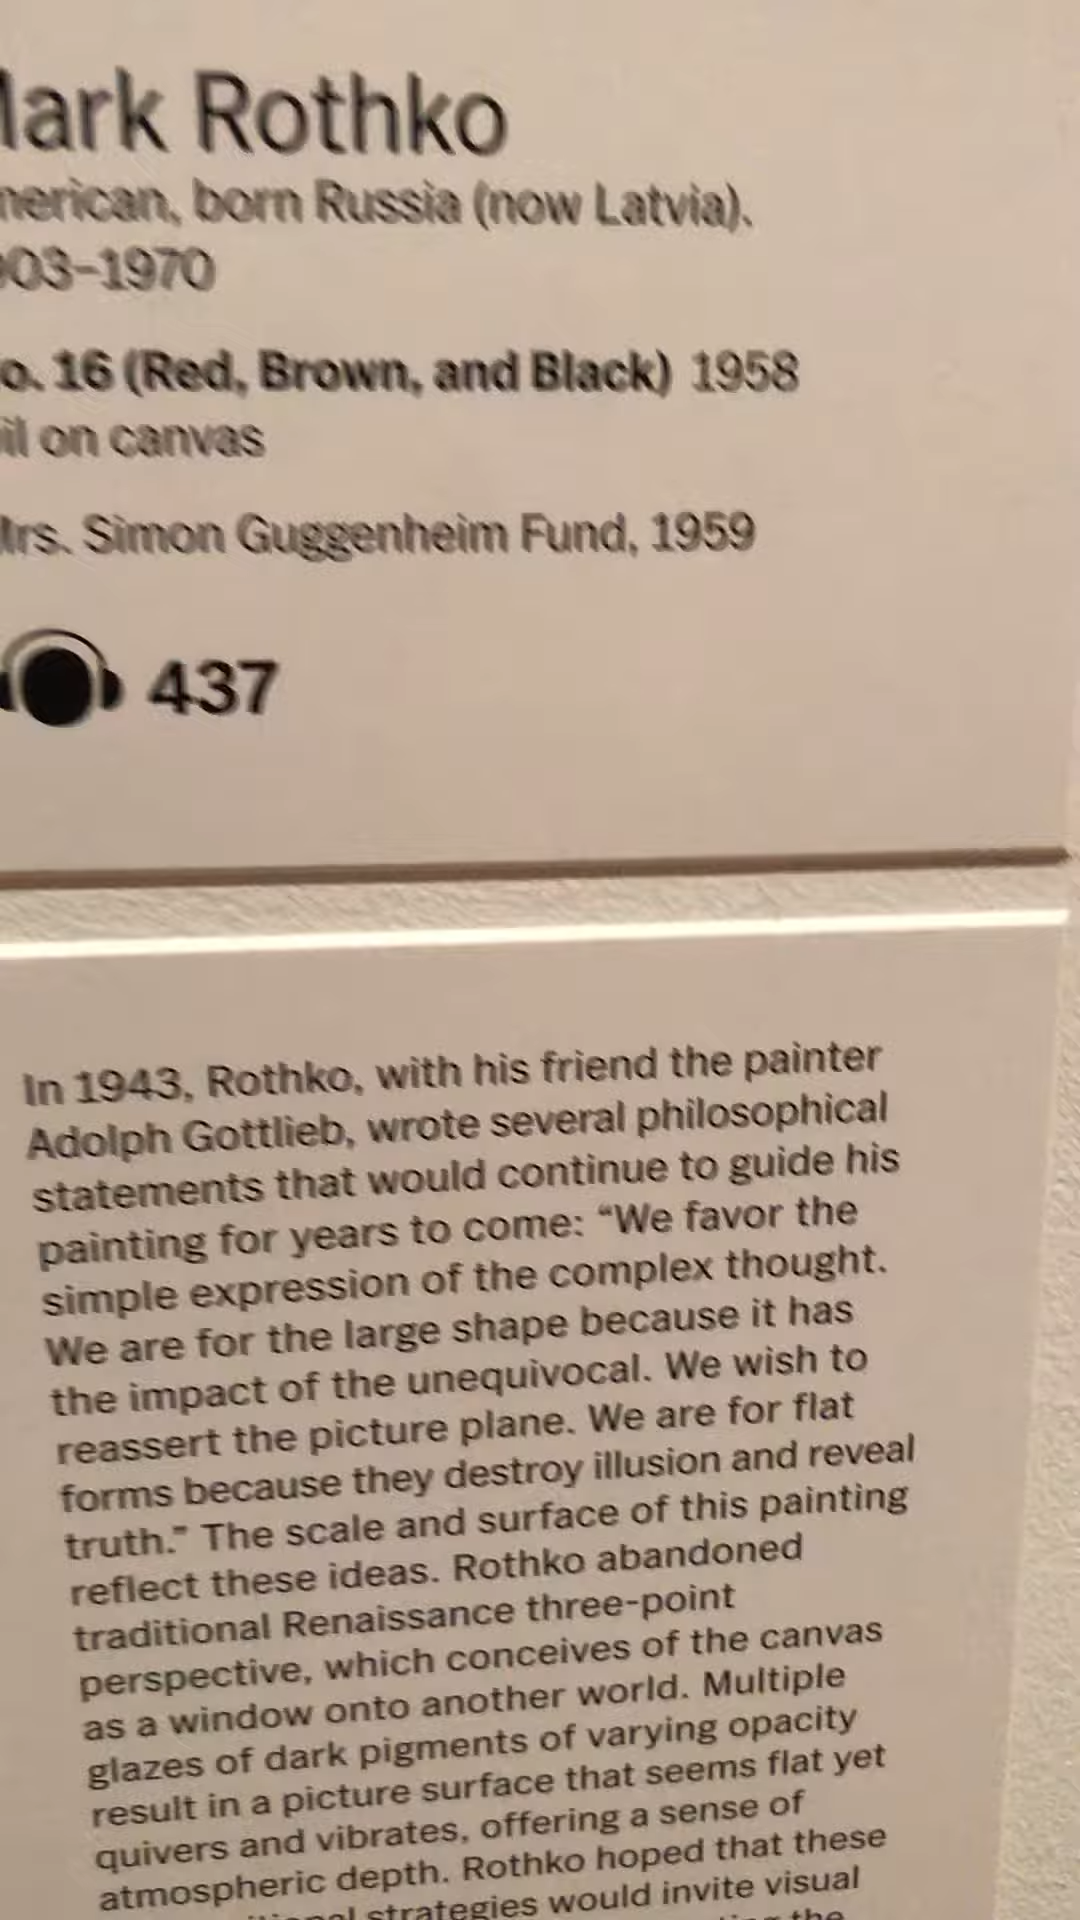 Mark Rothko
American, born Russia (now Latvia).
1903–1970
No. 16 (Red, Brown, and Black) 1958
Oil on canvas
Mrs. Simon Guggenheim Fund, 1959
437
In 1943, Rothko, with his friend the painter
Adolph Gottlieb, wrote several philosophical
statements that would continue to guide his
painting for years to come: “We favor the
simple expression of the complex thought.
We are for the large shape because it has
the impact of the unequivocal. We wish to
reassert the picture plane. We are for flat
forms because they destroy illusion and reveal
truth.” The scale and surface of this painting
reflect these ideas. Rothko abandoned
traditional Renaissance three-point
perspective, which conceives of the canvas
as a window onto another world. Multiple
glazes of dark pigments of varying opacity
result in a picture surface that seems flat yet
quivers and vibrates, offering a sense of
atmospheric depth. Rothko hoped that these
strategies would invite visual
the